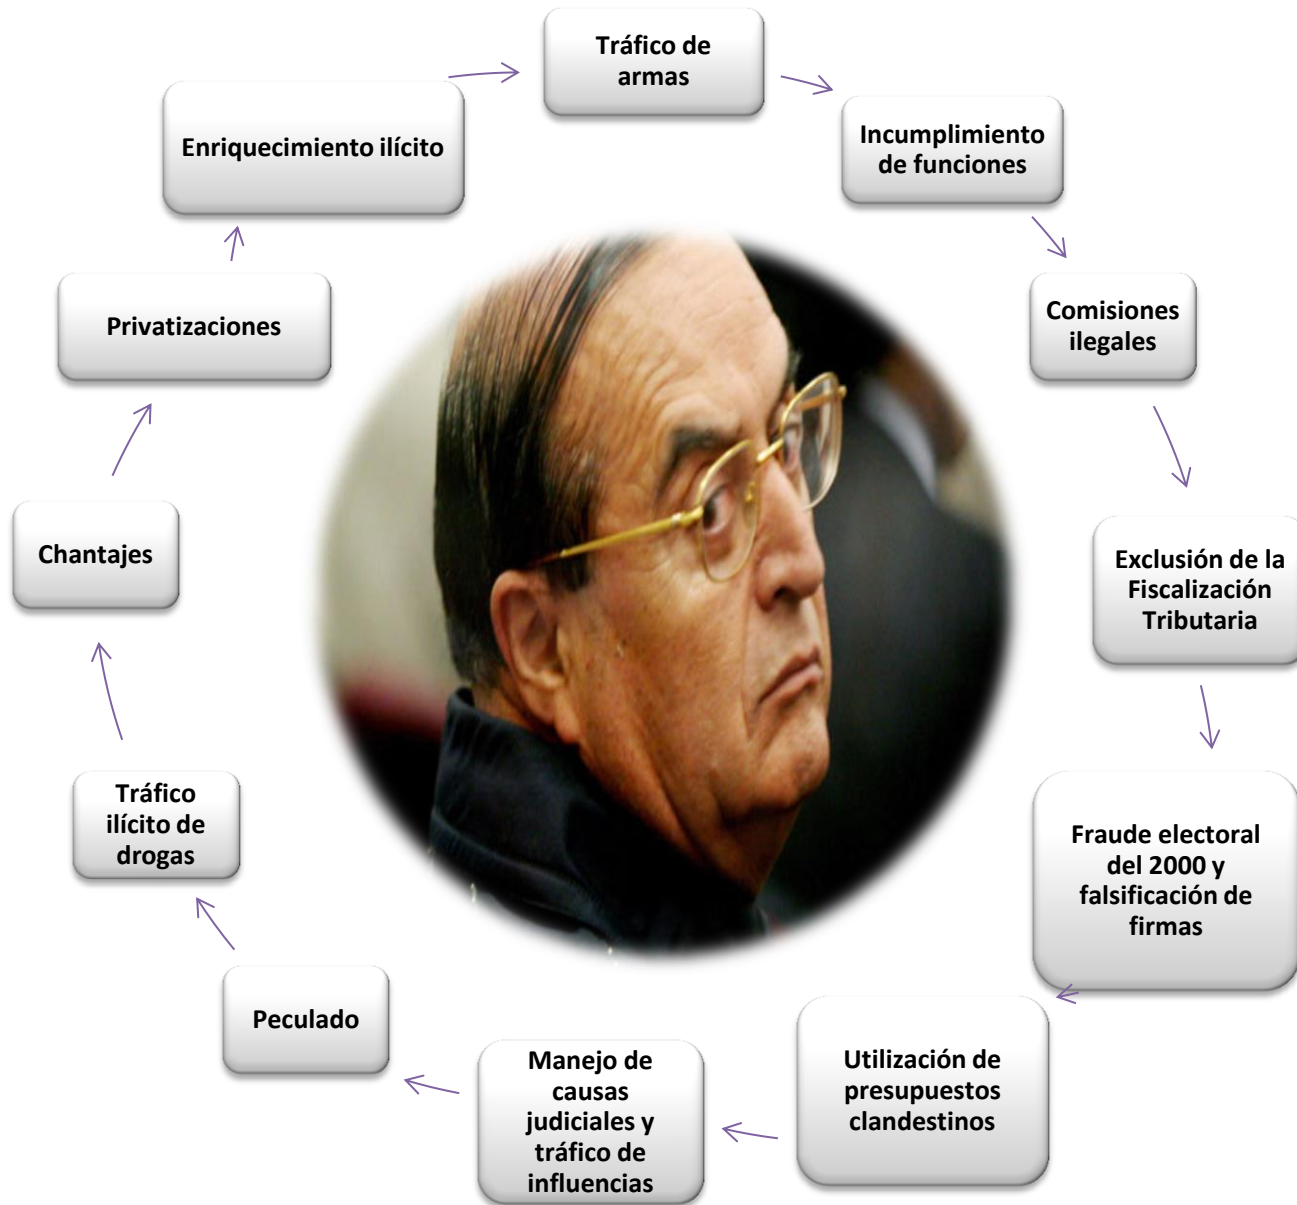 Tráfico de
armas
Incumplimiento
de funciones
Comisiones
ilegales
Exclusión de la
Fiscalización
Tributaria
Fraude electoral
del 2000 y
falsificación de
firmas
Utilización de
presupuestos
clandestinos
Manejo de
causas
judiciales y
tráfico de
influencias
Peculado
Tráfico
ilícito de
drogas
Chantajes
Privatizaciones
Enriquecimiento ilícito